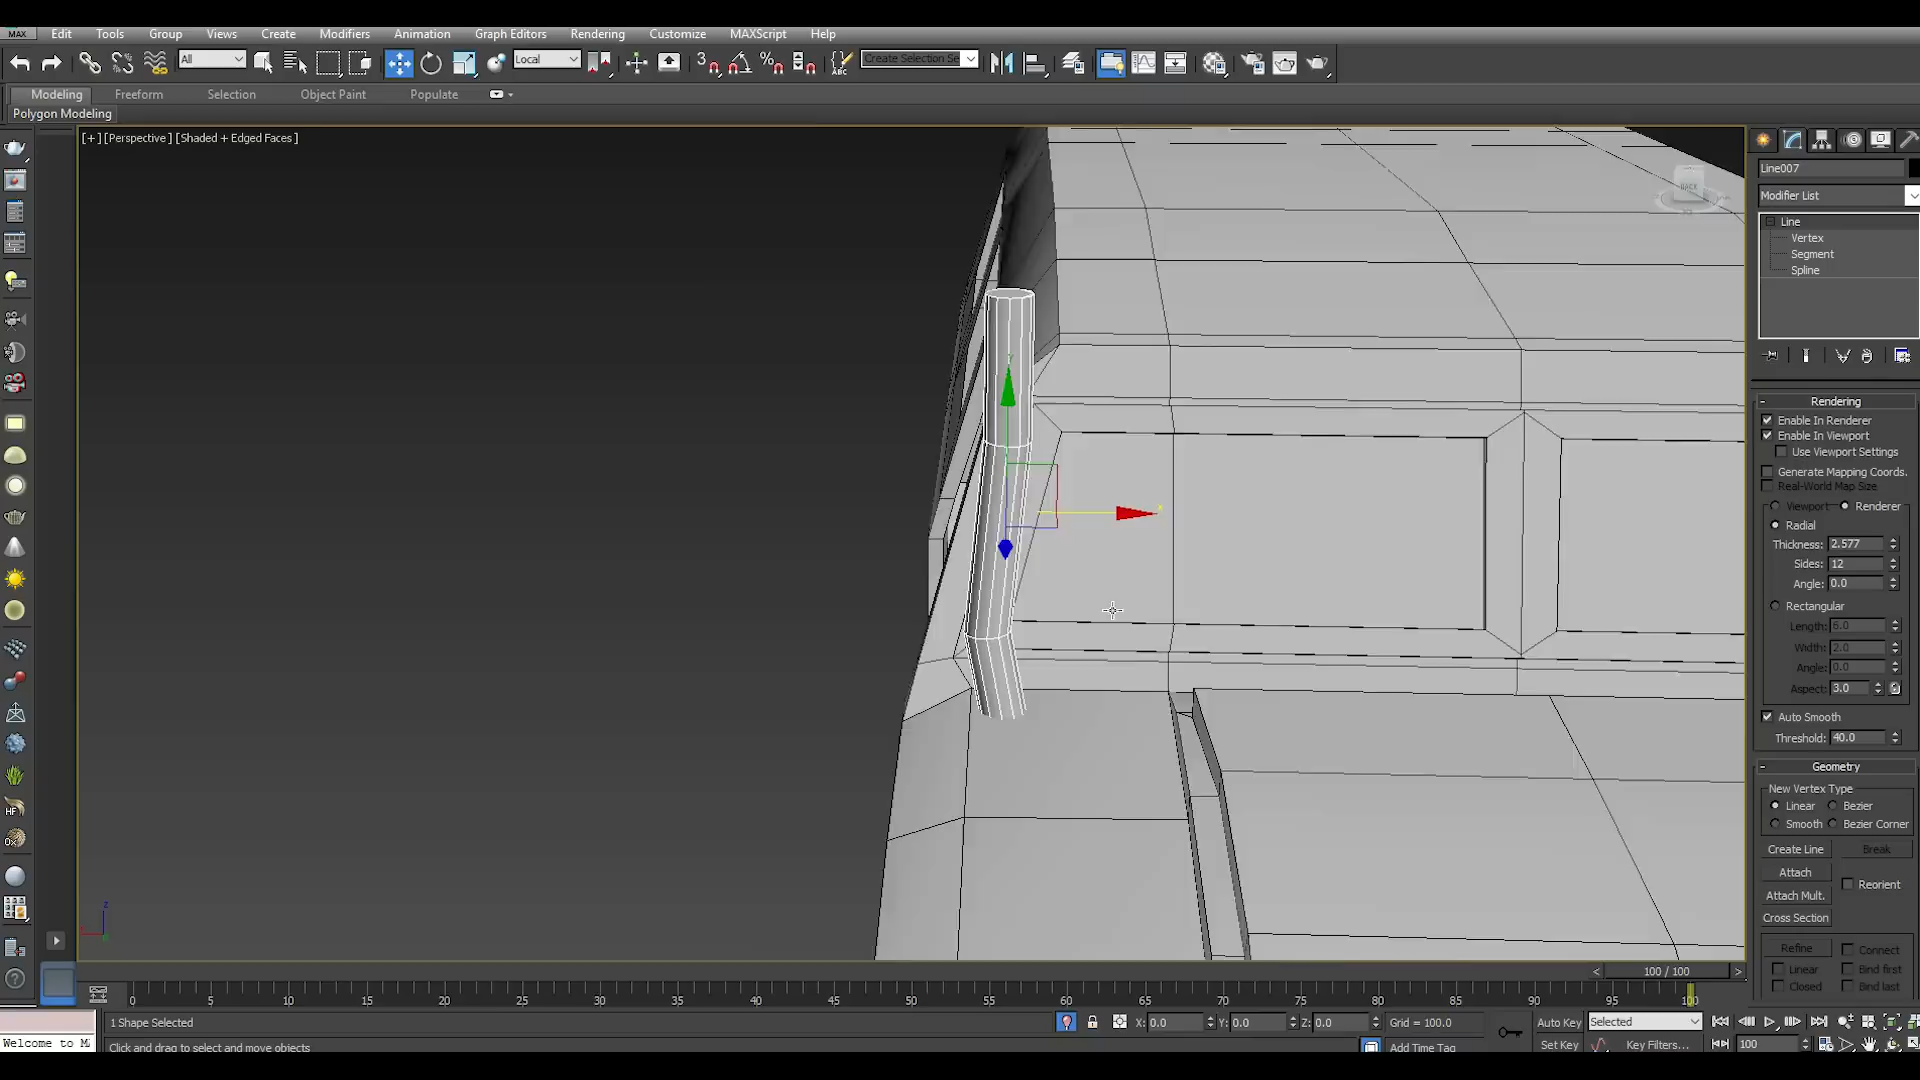 MAX Edit Tools Group Views Create Modifiers Animation Graph Editors Rendering Customize MAXScript Help
All Local Create Selection Se
Modeling Freeform Selection Object Paint Populate
Polygon Modeling
[+][Perspective][Shaded + Edged Faces]
BACK
Line007
Modifier List
Line
Vertex
Segment
Spline
Rendering
Enable In Renderer
Enable In Viewport
Use Viewport Settings
Generate Mapping Coords.
Real-World Map Size
Viewport Renderer
Radial
Thickness: 2.577
Sides: 12
Angle: 0.0
Rectangular
Length: 6.0
Width: 2.0
Angle: 0.0
Aspect: 3.0
Auto Smooth
Threshold: 40.0
Geometry
New Vertex Type
Linear Bezier
Smooth Bezier Corner
Create Line Break
Attach
Reorient
Attach Mult.
Cross Section
Refine Connect
Linear Bind first
Closed Bind last
100 / 100
0 5 10 15 20 25 30 35 40 45 50 55 60 65 70 75 80 85 90 95 100
1 Shape Selected X: 0.0 Y: 0.0 Z: 0.0 Grid = 100.0 Auto Key Selected
Welcome to Click and drag to select and move objects Add Time Tag Set Key Key Filters... 100